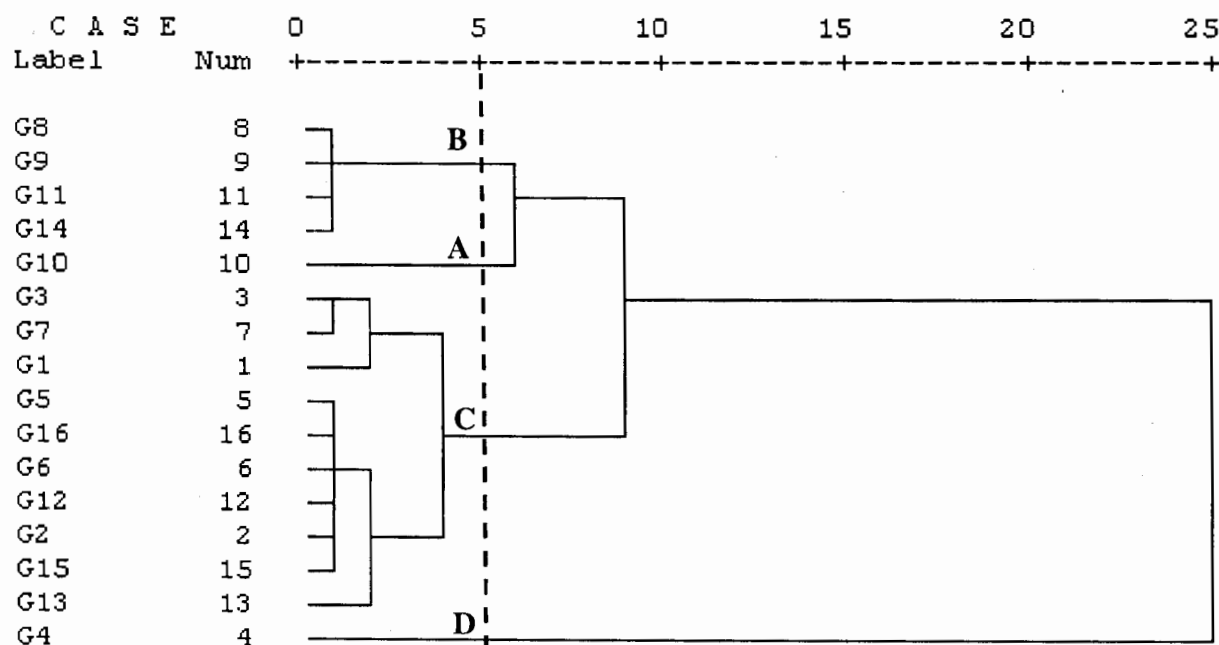 C A S E 0 5 10 15 20 25
Label Num +---------+---------+---------+---------+---------+
G8 8
B
G9 9
G11 11
G14 14
A
G10 10
G3 3
G7 7
G1 1
G5 5
C
G16 16
G6 6
G12 12
G2 2
G15 15
G13 13
D
G4 4